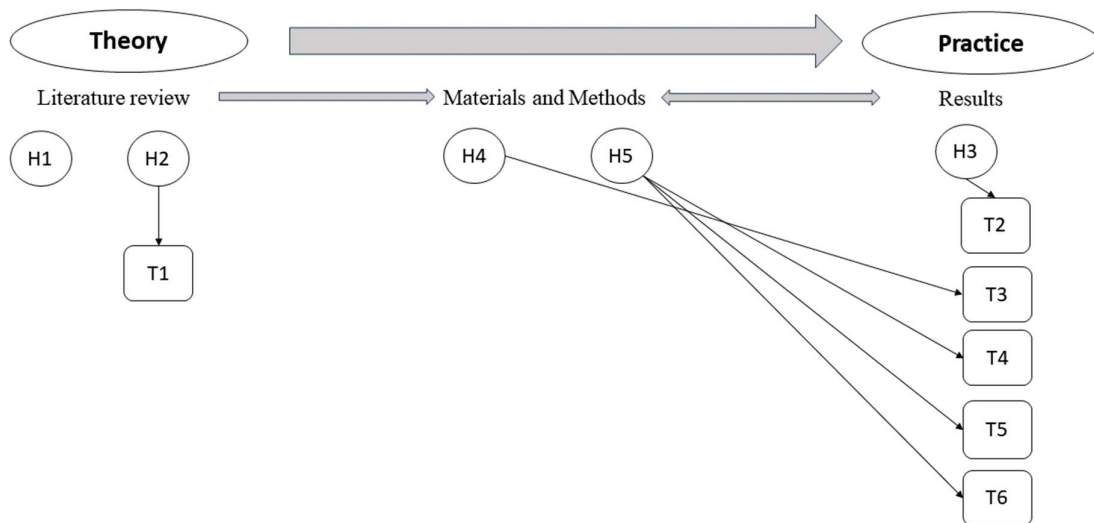 Theory
Practice
Literature review
Materials and Methods
Results
H1
H2
H4
H5
H3
T2
T1
T3
T4
T5
T6